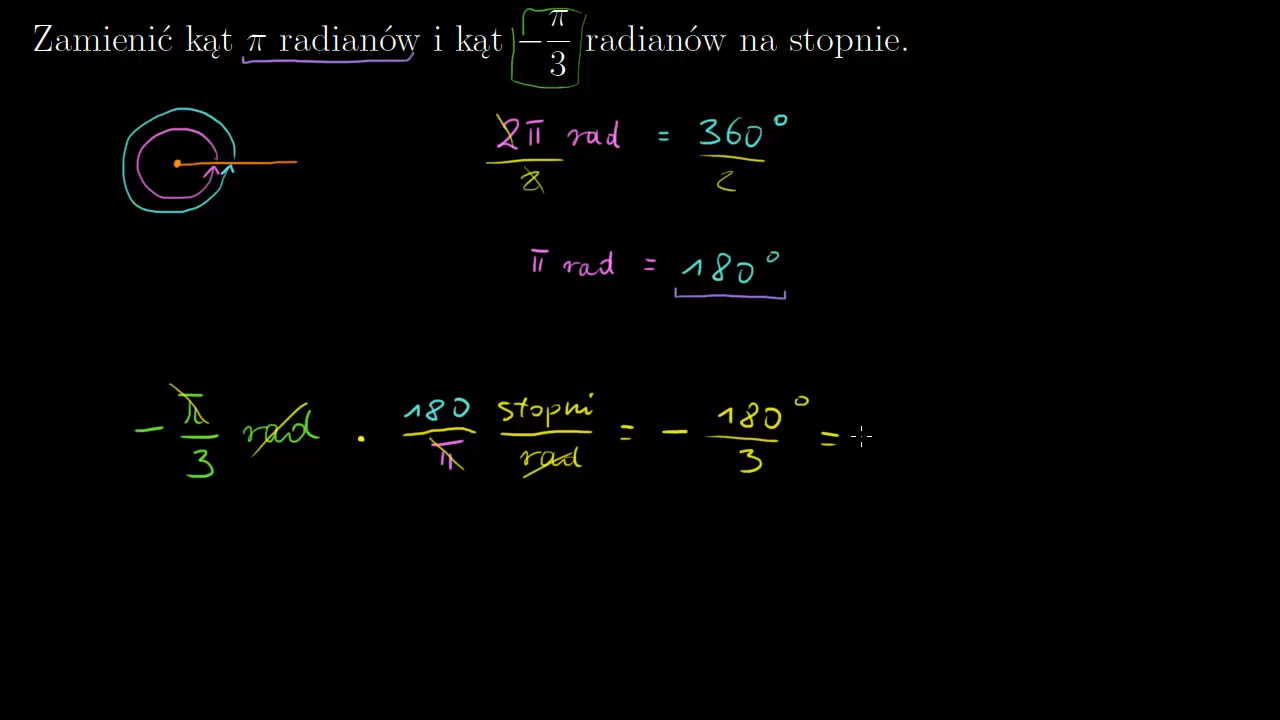 Zamienić kąt π radianów i kąt −π/3 radianów na stopnie.
2π rad / 2 = 360° / 2
π rad = 180°
− π/3 rad · 180/π stopni/rad = − 180°/3 =